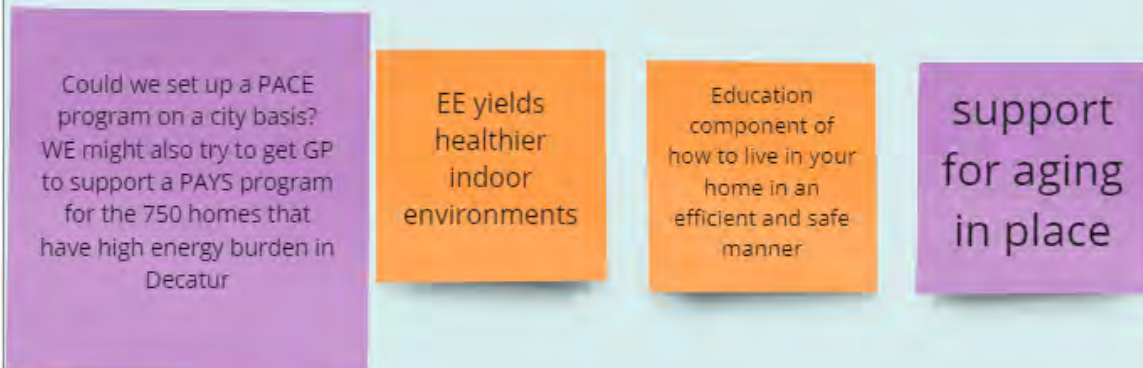 Could we set up a PACE
program on a city basis?
WE might also try to get GP
to support a PAYS program
for the 750 homes that
have high energy burden in
Decatur
EE yields
healthier
indoor
environments
Education
component of
how to live in your
home in an
efficient and safe
manner
support
for aging
in place